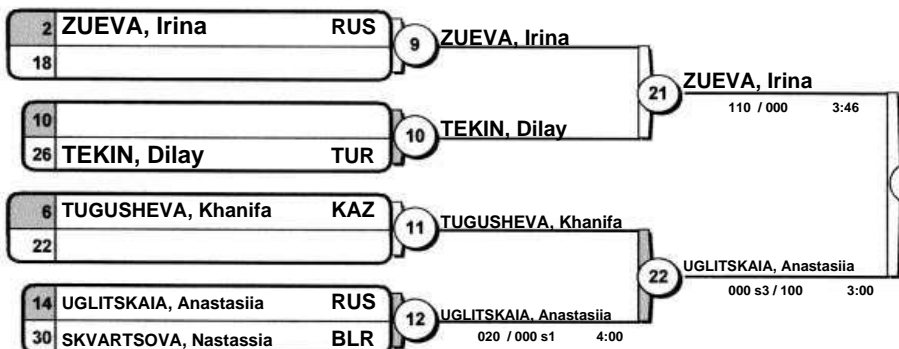 2 ZUEVA, Irina RUS
18
9 ZUEVA, Irina
10
26 TEKIN, Dilay TUR
10 TEKIN, Dilay
21 ZUEVA, Irina
110 / 000 3:46
6 TUGUSHEVA, Khanifa KAZ
22
11 TUGUSHEVA, Khanifa
14 UGLITSKAIA, Anastasiia RUS
30 SKVARTSOVA, Nastassia BLR
12 UGLITSKAIA, Anastasiia
020 / 000 s1 4:00
22 UGLITSKAIA, Anastasiia
000 s3 / 100 3:00